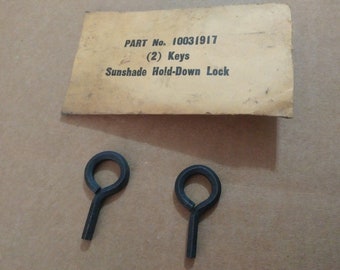 PART No. 10031917
(2) Keys
Sunshade Hold-Down Lock